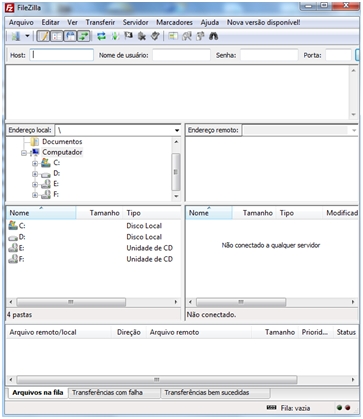 FileZilla
Arquivo Editar Ver Transferir Servidor Marcadores Ajuda Nova versão disponível!
Host: Nome de usuário: Senha: Porta:
Endereço local: \ Endereço remoto:
Documentos
Computador
C:
D:
E:
F:
Nome Tamanho Tipo
C: Disco Local
D: Disco Local
E: Unidade de CD
F: Unidade de CD
4 pastas
Nome Tamanho Tipo Modificad
Não conectado a qualquer servidor
Não conectado.
Arquivo remoto/local Direção Arquivo remoto Tamanho Priorid... Status
Arquivos na fila Transferências com falha Transferências bem sucedidas
Fila: vazia